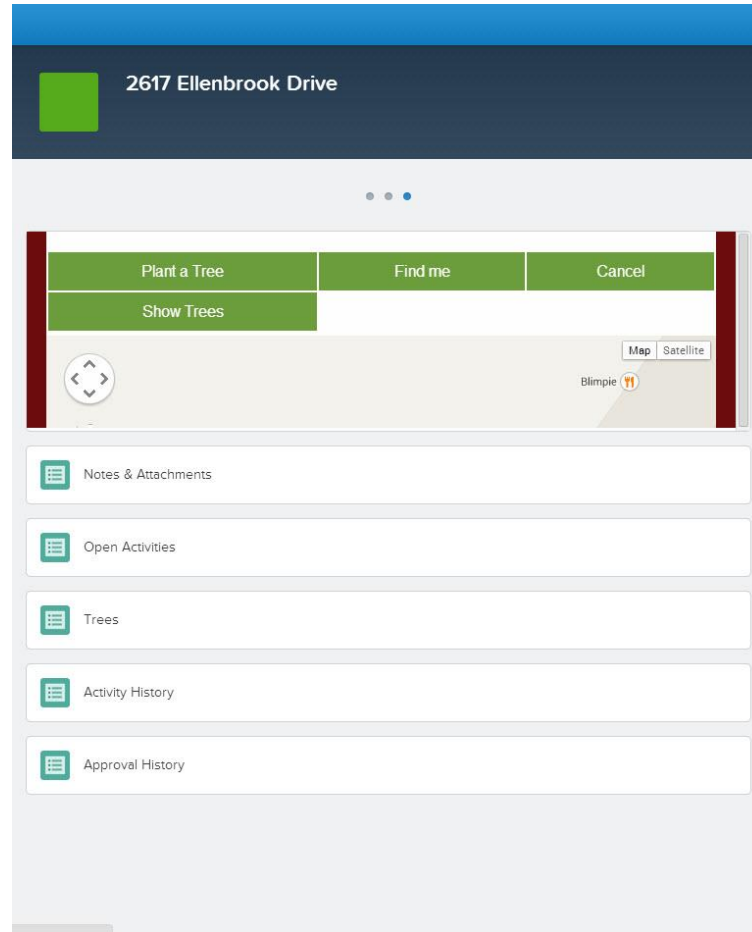 2617 Ellenbrook Drive
Plant a Tree Find me Cancel
Show Trees
Map Satellite
Blimpie
Notes & Attachments
Open Activities
Trees
Activity History
Approval History